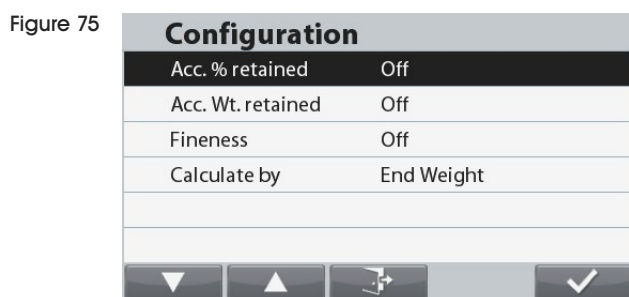 Figure 75
Configuration
Acc. % retained Off
Acc. Wt. retained Off
Fineness Off
Calculate by End Weight